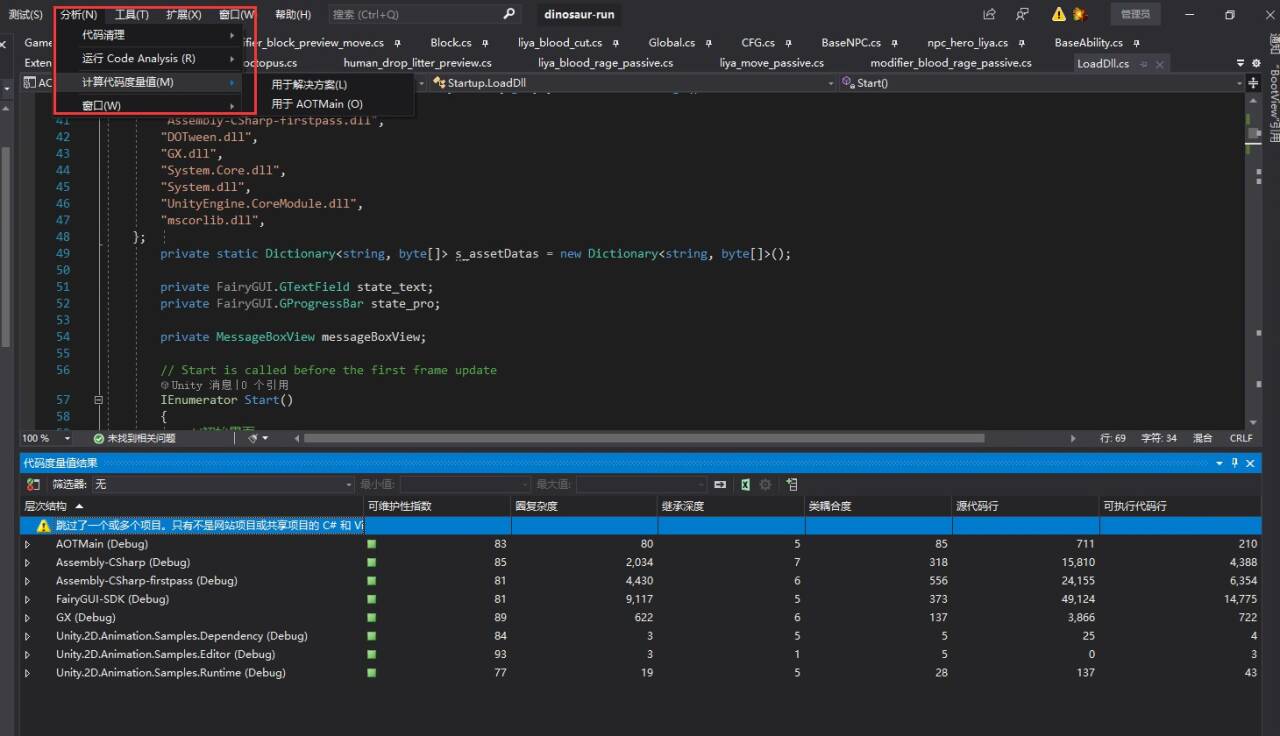 测试(S) 分析(N) 工具(T) 扩展(X) 窗口(W 帮助(H) 搜索 (Ctrl+Q) dinosaur-run 管理员
代码清理
运行 Code Analysis (R)
计算代码度量值(M)
窗口(W)
用于解决方案(L)
用于 AOTMain (O)
Game ifier_block_preview_move.cs Block.cs liya_blood_cut.cs Global.cs CFG.cs BaseNPC.cs npc_hero_liya.cs BaseAbility.cs
Exten octopus.cs human_drop_litter_preview.cs liya_blood_rage_passive.cs liya_move_passive.cs modifier_blood_rage_passive.cs LoadDll.cs
AO Startup.LoadDll Start()
41 "Assembly-CSharp-firstpass.dll",
42 "DOTween.dll",
43 "GX.dll",
44 "System.Core.dll",
45 "System.dll",
46 "UnityEngine.CoreModule.dll",
47 "mscorlib.dll",
48 };
49 private static Dictionary<string, byte[]> s_assetDatas = new Dictionary<string, byte[]>();
50
51 private FairyGUI.GTextField state_text;
52 private FairyGUI.GProgressBar state_pro;
53
54 private MessageBoxView messageBoxView;
55
56 // Start is called before the first frame update
Unity 消息|0 个引用
57 IEnumerator Start()
58 {
100 % 未找到相关问题 行: 69 字符: 34 混合 CRLF
代码度量值结果
筛选器: 无 最小值: 最大值:
层次结构 可维护性指数 圈复杂度 继承深度 类耦合度 源代码行 可执行代码行
跳过了一个或多个项目。只有不是网站项目或共享项目的 C# 和 Vi
AOTMain (Debug) 83 80 5 85 711 210
Assembly-CSharp (Debug) 85 2,034 7 318 15,810 4,388
Assembly-CSharp-firstpass (Debug) 81 4,430 6 556 24,155 6,354
FairyGUI-SDK (Debug) 81 9,117 5 373 49,124 14,775
GX (Debug) 89 622 6 137 3,866 722
Unity.2D.Animation.Samples.Dependency (Debug) 84 3 5 5 25 4
Unity.2D.Animation.Samples.Editor (Debug) 93 3 1 5 0 3
Unity.2D.Animation.Samples.Runtime (Debug) 77 19 5 28 137 43
"BootView"引用